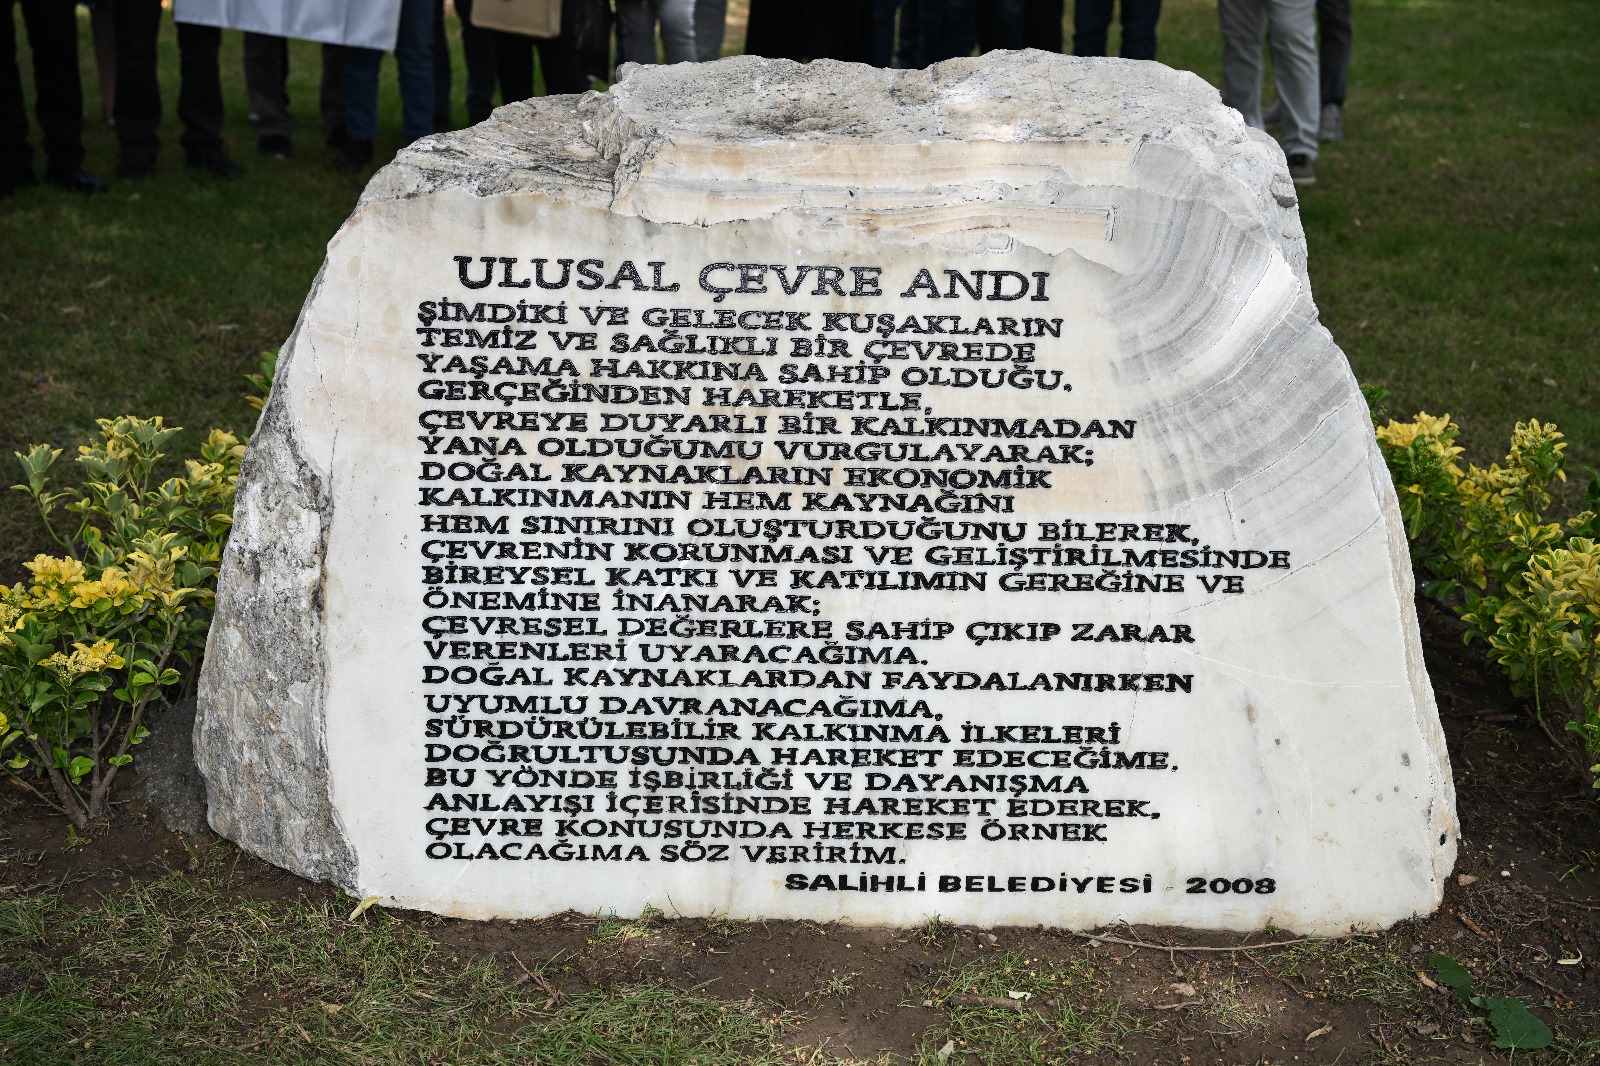 ULUSAL ÇEVRE ANDI
ŞİMDİKİ VE GELECEK KUŞAKLARIN
TEMİZ VE SAĞLIKLI BİR ÇEVREDE
YAŞAMA HAKKINA SAHİP OLDUĞU.
GERÇEĞİNDEN HAREKETLE,
ÇEVREYE DUYARLI BİR KALKINMADAN
YANA OLDUĞUMU VURGULAYARAK;
DOĞAL KAYNAKLARIN EKONOMİK
KALKINMANIN HEM KAYNAĞINI
HEM SINIRINI OLUŞTURDUĞUNU BİLEREK,
ÇEVRENİN KORUNMASI VE GELİŞTİRİLMESİNDE
BİREYSEL KATKI VE KATILIMIN GEREĞİNE VE
ÖNEMİNE İNANARAK;
ÇEVRESEL DEĞERLERE SAHİP ÇIKIP ZARAR
VERENLERİ UYARACAĞIMA.
DOĞAL KAYNAKLARDAN FAYDALANIRKEN
UYUMLU DAVRANACAĞIMA,
SÜRDÜRÜLEBİLİR KALKINMA İLKELERİ
DOĞRULTUSUNDA HAREKET EDECEĞİME.
BU YÖNDE İŞBİRLİĞİ VE DAYANIŞMA
ANLAYIŞI İÇERİSİNDE HAREKET EDEREK,
ÇEVRE KONUSUNDA HERKESE ÖRNEK
OLACAĞIMA SÖZ VERİRİM.
SALİHLİ BELEDİYESİ - 2008